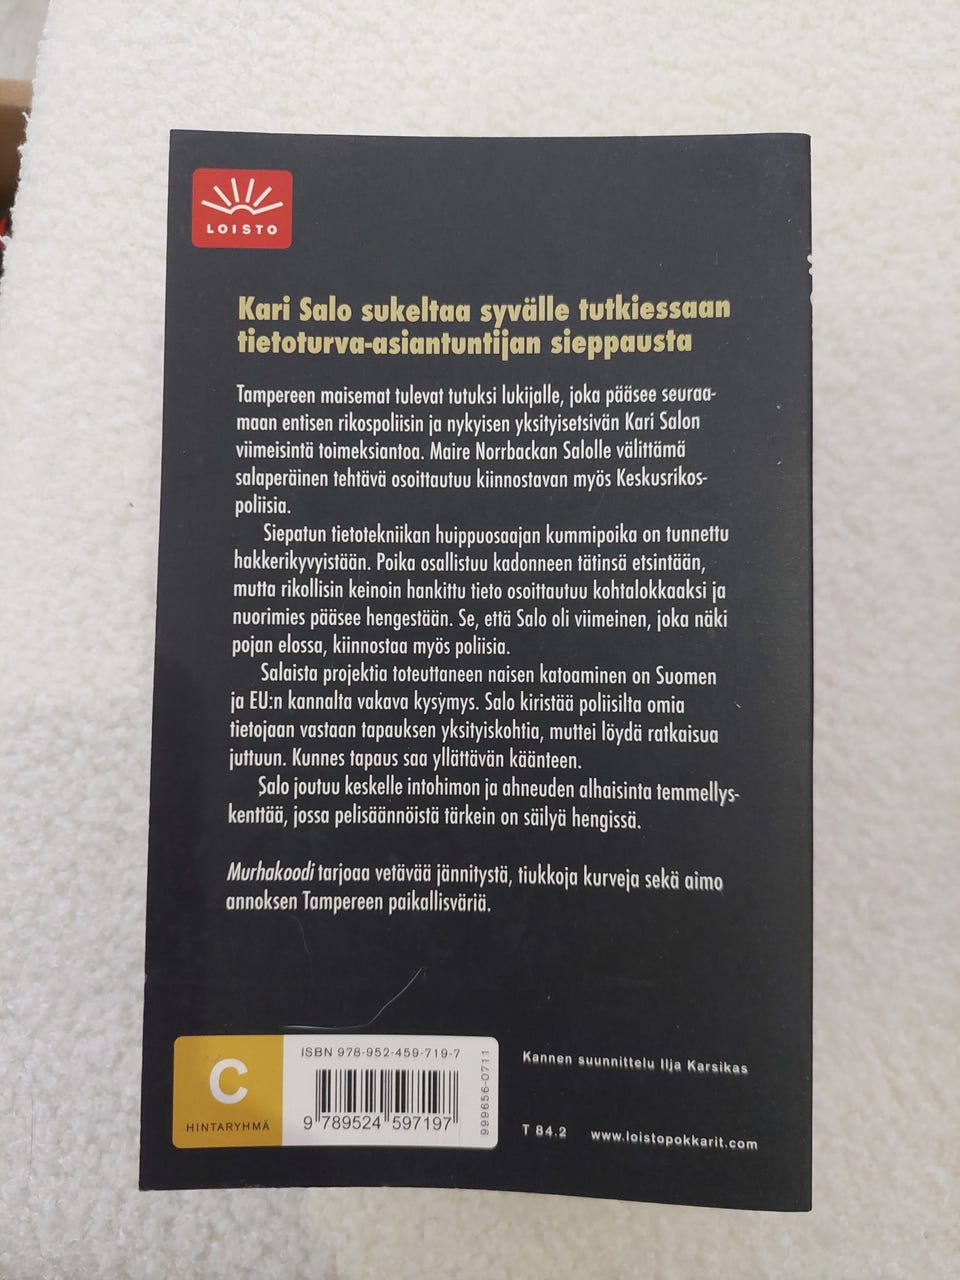 LOISTO
Kari Salo sukeltaa syvälle tutkiessaan
tietoturva-asiantuntijan sieppausta
Tampereen maisemat tulevat tutuksi lukijalle, joka pääsee seuraa-
maan entisen rikospoliisin ja nykyisen yksityisetsivän Kari Salon
viimeisintä toimeksiantoa. Maire Norrbackan Salolle välittämä
salaperäinen tehtävä osoittautuu kiinnostavan myös Keskusrikos-
poliisia.
Siepatun tietotekniikan huippuosaajan kummipoika on tunnettu
hakkerikyvyistään. Poika osallistuu kadonneen tätinsä etsintään,
mutta rikollisin keinoin hankittu tieto osoittautuu kohtalokkaaksi ja
nuorimies pääsee hengestään. Se, että Salo oli viimeinen, joka näki
pojan elossa, kiinnostaa myös poliisia.
Salaista projektia toteuttaneen naisen katoaminen on Suomen
ja EU:n kannalta vakava kysymys. Salo kiristää poliisilta omia
tietojaan vastaan tapauksen yksityiskohtia, muttei löydä ratkaisua
juttuun. Kunnes tapaus saa yllättävän käänteen.
Salo joutuu keskelle intohimon ja ahneuden alhaisinta temmellys-
kenttää, jossa pelisäännöistä tärkein on säilyä hengissä.
Murhakoodi tarjoaa vetävää jännitystä, tiukkoja kurveja sekä aimo
annoksen Tampereen paikallisväriä.
C
HINTARYHMÄ
ISBN 978-952-459-719-7
9 789524 597197
999656-0711
Kannen suunnittelu Ilja Karsikas
T 84.2 www.loistopokkarit.com